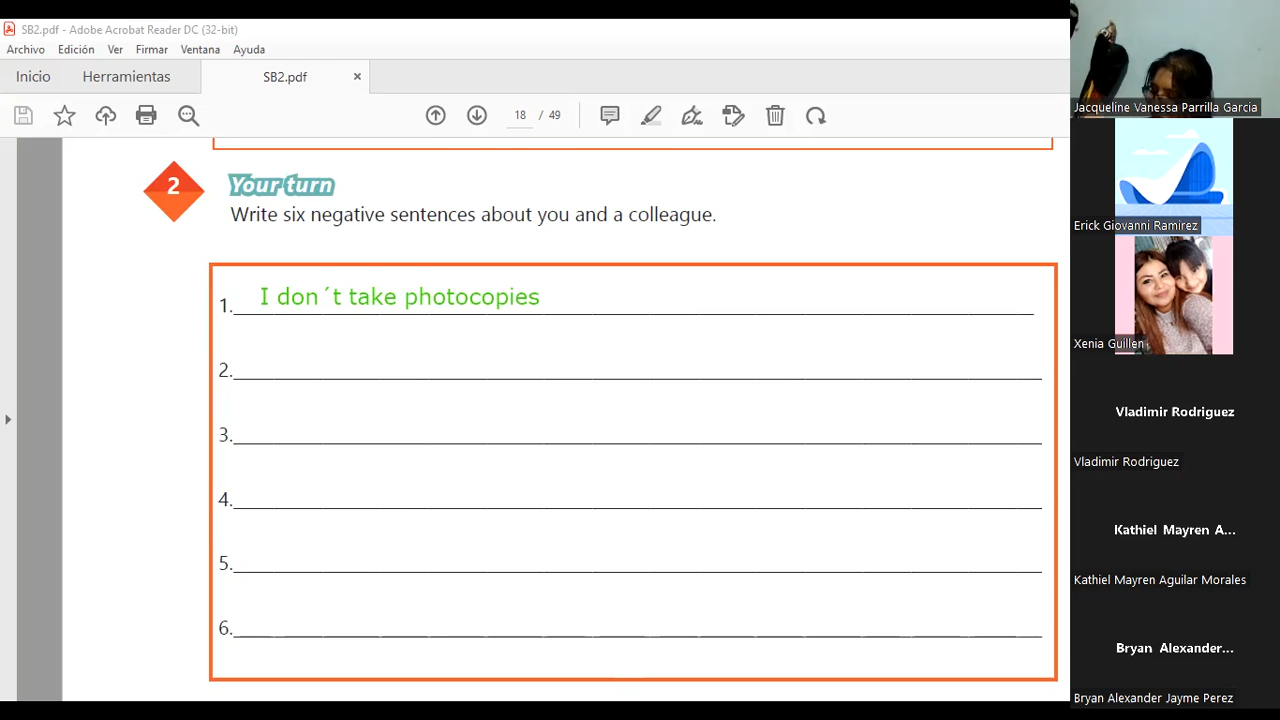 SB2.pdf - Adobe Acrobat Reader DC (32-bit)
Archivo Edición Ver Firmar Ventana Ayuda
Inicio Herramientas SB2.pdf ×
18 / 49
2 Your turn
Write six negative sentences about you and a colleague.
1. I don´t take photocopies
2.
3.
4.
5.
6.
Jacqueline Vanessa Parrilla Garcia
Erick Giovanni Ramirez
Xenia Guillen
Vladimir Rodriguez
Vladimir Rodriguez
Kathiel Mayren A...
Kathiel Mayren Aguilar Morales
Bryan Alexander...
Bryan Alexander Jayme Perez